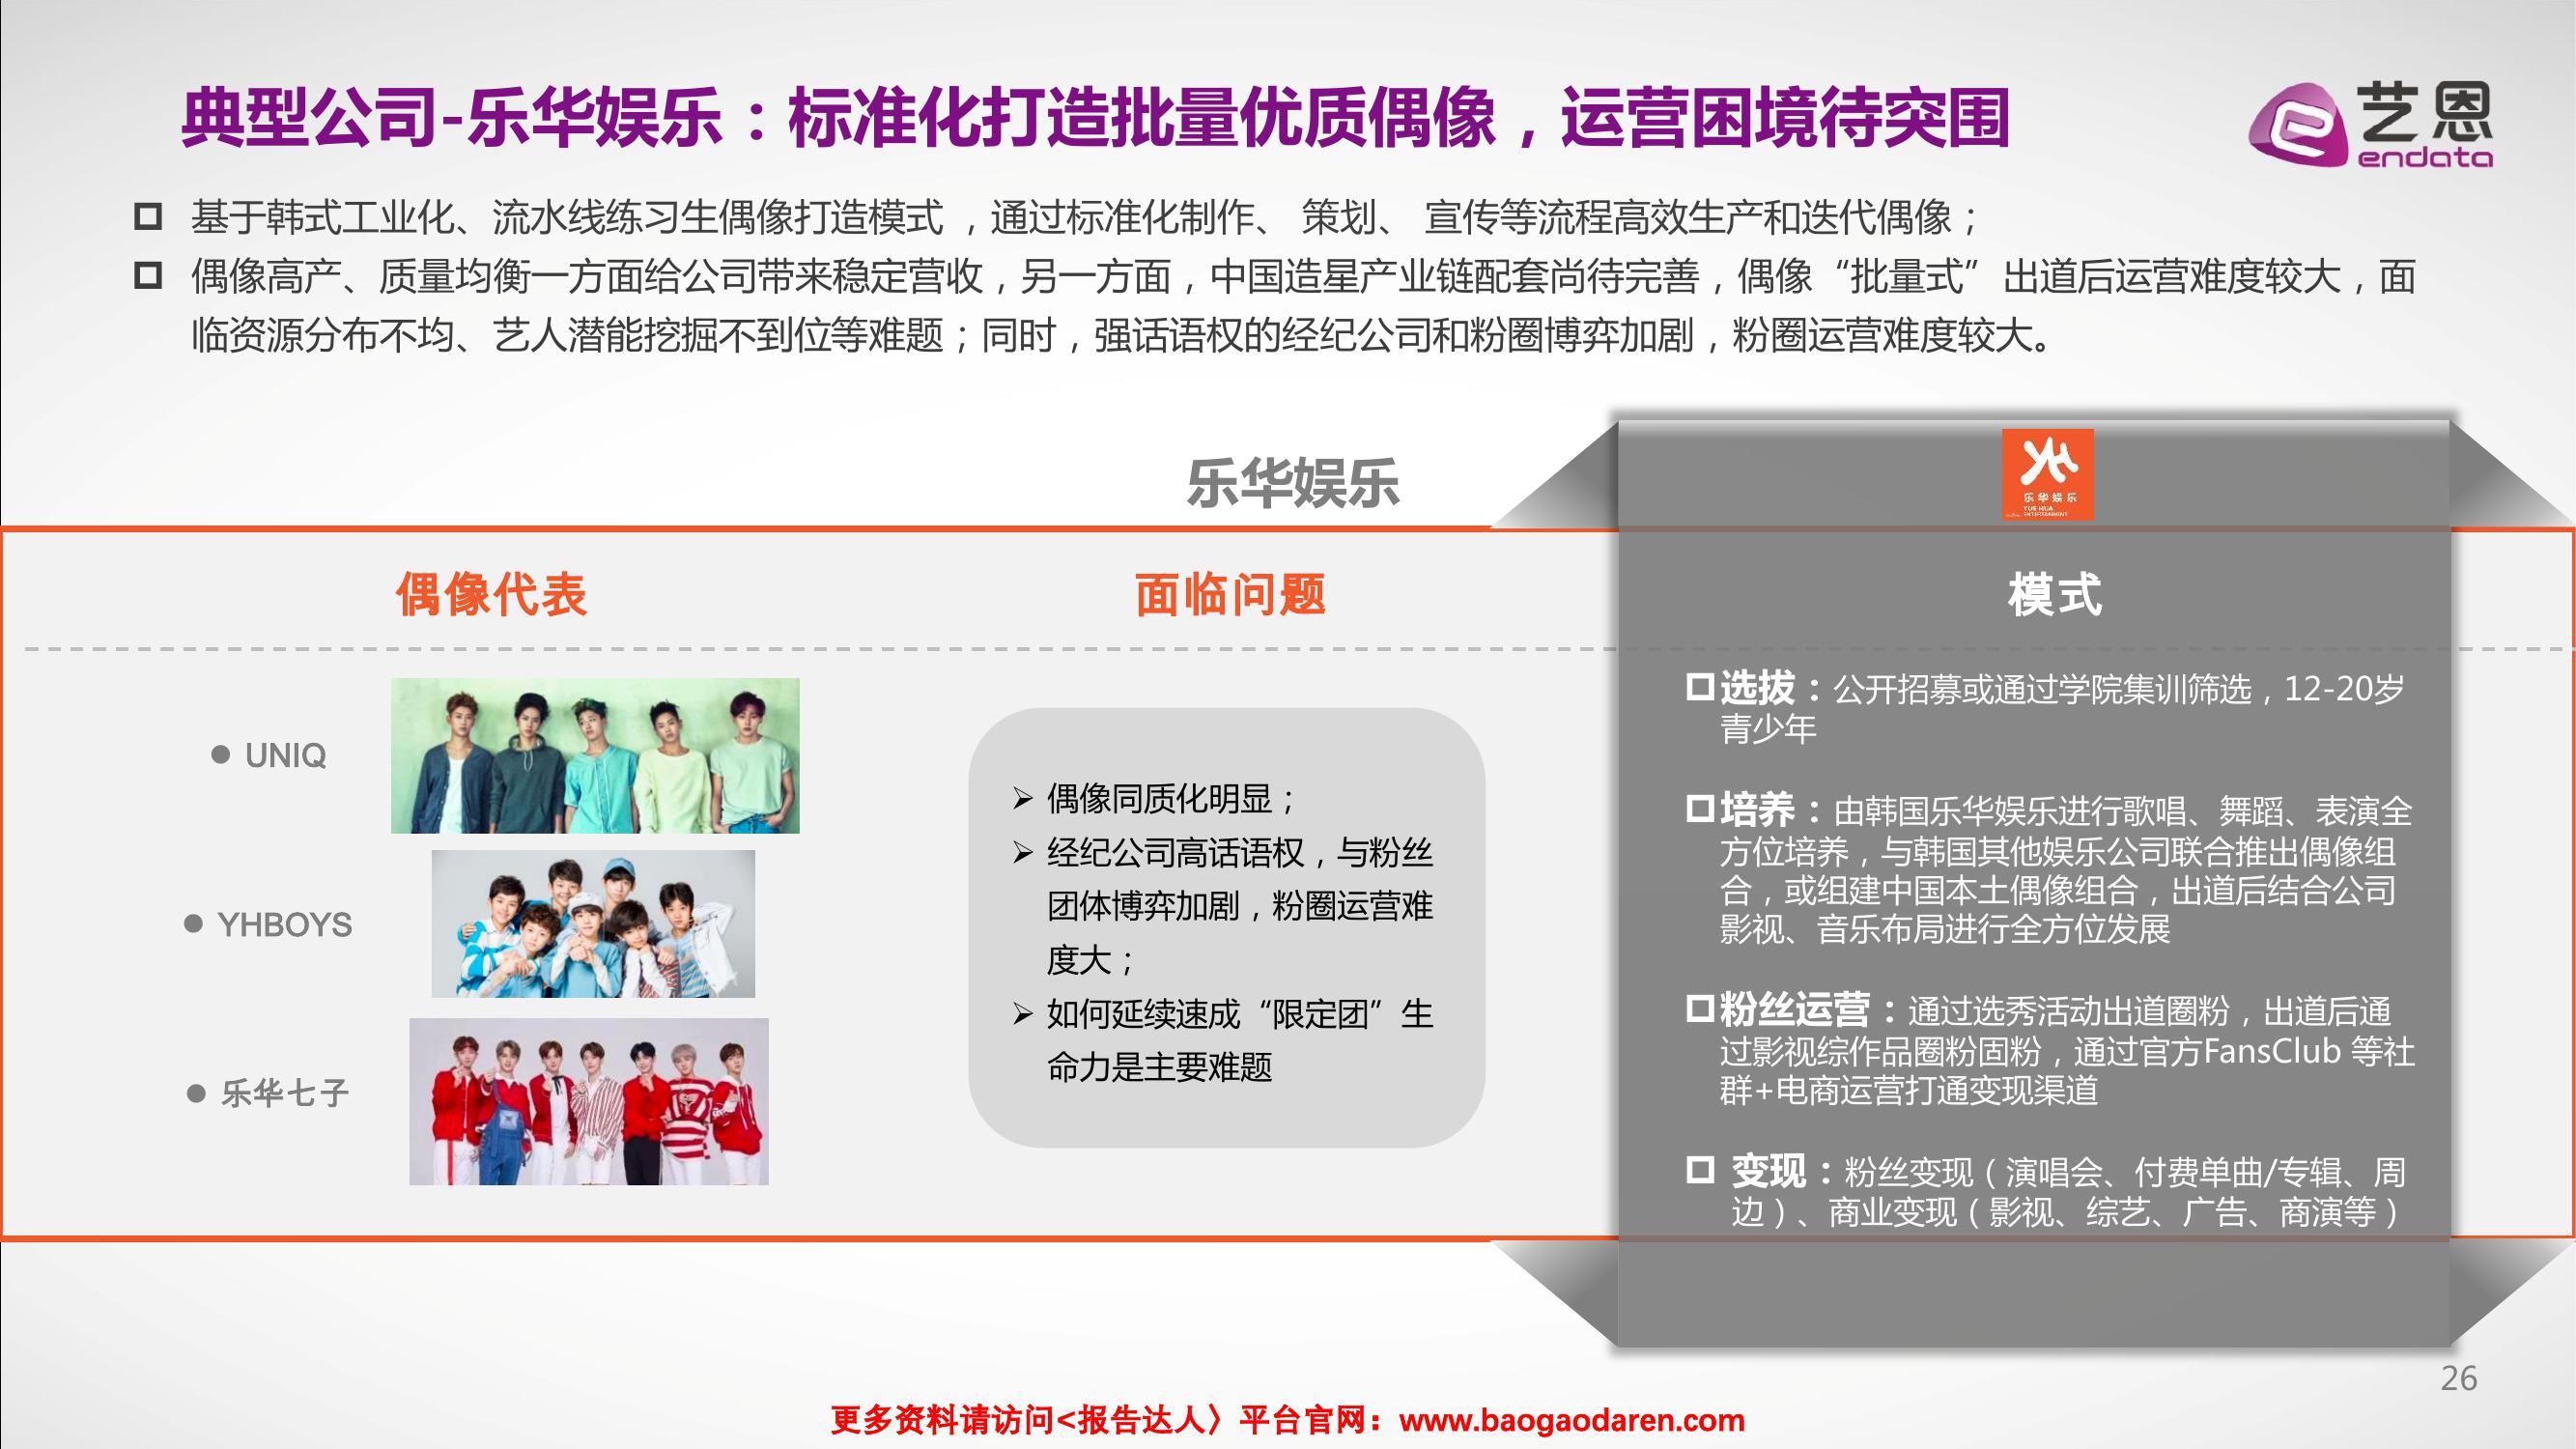 典型公司-乐华娱乐：标准化打造批量优质偶像，运营困境待突围
艺恩
endata
基于韩式工业化、流水线练习生偶像打造模式 ，通过标准化制作、 策划、 宣传等流程高效生产和迭代偶像；
偶像高产、质量均衡一方面给公司带来稳定营收，另一方面，中国造星产业链配套尚待完善，偶像“批量式”出道后运营难度较大，面
临资源分布不均、艺人潜能挖掘不到位等难题；同时，强话语权的经纪公司和粉圈博弈加剧，粉圈运营难度较大。
乐华娱乐
乐华娱乐
YUE HUA
ENTERTAINMENT
偶像代表
UNIQ
YHBOYS
乐华七子
面临问题
偶像同质化明显；
经纪公司高话语权，与粉丝
团体博弈加剧，粉圈运营难
度大；
如何延续速成“限定团”生
命力是主要难题
模式
选拔：公开招募或通过学院集训筛选，12-20岁
青少年
培养：由韩国乐华娱乐进行歌唱、舞蹈、表演全
方位培养，与韩国其他娱乐公司联合推出偶像组
合，或组建中国本土偶像组合，出道后结合公司
影视、音乐布局进行全方位发展
粉丝运营：通过选秀活动出道圈粉，出道后通
过影视综作品圈粉固粉，通过官方FansClub 等社
群+电商运营打通变现渠道
变现：粉丝变现（演唱会、付费单曲/专辑、周
边）、商业变现（影视、综艺、广告、商演等）
26
更多资料请访问<报告达人〉平台官网：www.baogaodaren.com